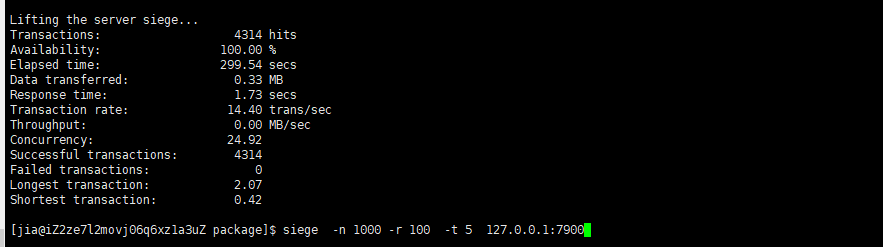 Lifting the server siege...
Transactions: 4314 hits
Availability: 100.00 %
Elapsed time: 299.54 secs
Data transferred: 0.33 MB
Response time: 1.73 secs
Transaction rate: 14.40 trans/sec
Throughput: 0.00 MB/sec
Concurrency: 24.92
Successful transactions: 4314
Failed transactions: 0
Longest transaction: 2.07
Shortest transaction: 0.42
[jia@iZ2ze7l2movj06q6xz1a3uZ package]$ siege -n 1000 -r 100 -t 5 127.0.0.1:7900